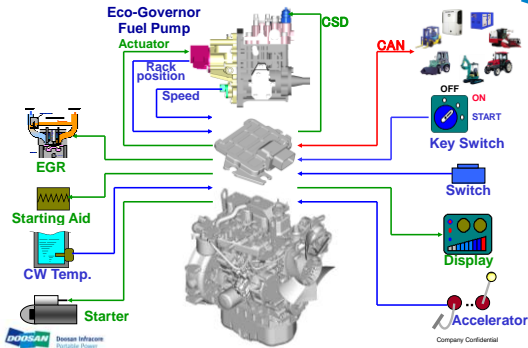 Eco-Governor
Fuel Pump
CSD
Actuator
CAN
Rack
position
Speed
OFF
ON
START
Key Switch
EGR
Switch
Starting Aid
Display
CW Temp.
Starter
Accelerator
DOOSAN
Doosan Infracore
Portable Power
Company Confidential